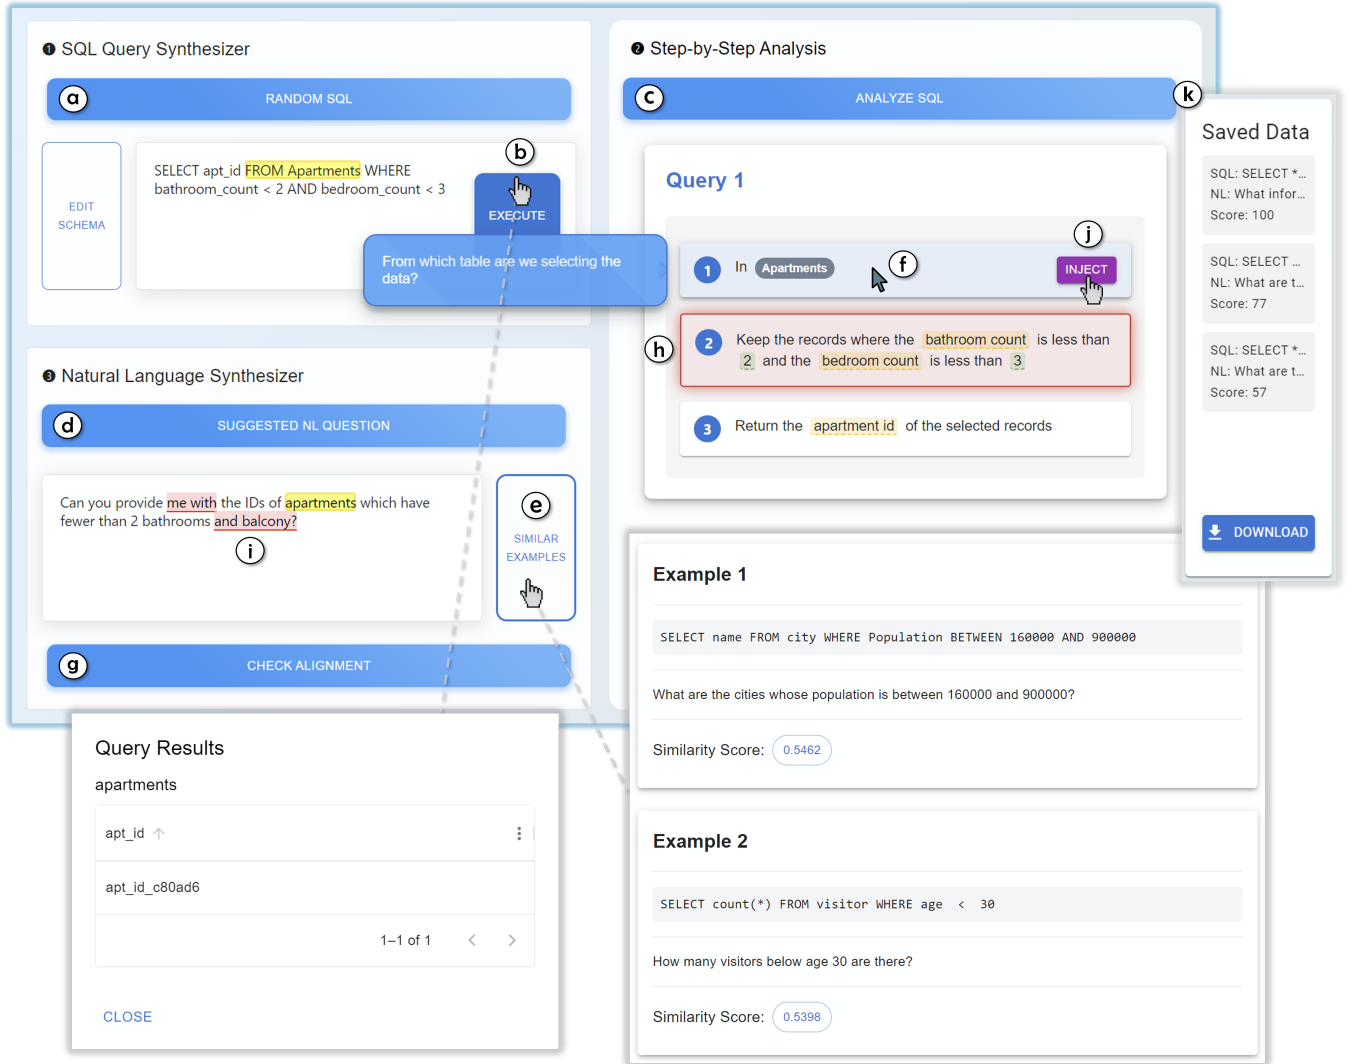 ❶ SQL Query Synthesizer
ⓐ
RANDOM SQL
EDIT
SCHEMA
SELECT apt_id FROM Apartments WHERE
bathroom_count < 2 AND bedroom_count < 3
ⓑ
EXECUTE
From which table are we selecting the
data?
❷ Step-by-Step Analysis
ⓒ
ANALYZE SQL
Query 1
1
In Apartments
ⓕ
ⓙ
INJECT
ⓗ
2
Keep the records where the bathroom count is less than
2 and the bedroom count is less than 3
3
Return the apartment id of the selected records
ⓚ
Saved Data
SQL: SELECT *...
NL: What infor...
Score: 100
SQL: SELECT ...
NL: What are t...
Score: 77
SQL: SELECT *...
NL: What are t...
Score: 57
DOWNLOAD
❸ Natural Language Synthesizer
ⓓ
SUGGESTED NL QUESTION
Can you provide me with the IDs of apartments which have
fewer than 2 bathrooms and balcony?
ⓘ
ⓔ
SIMILAR
EXAMPLES
ⓖ
CHECK ALIGNMENT
Query Results
apartments
apt_id
apt_id_c80ad6
1–1 of 1
CLOSE
Example 1
SELECT name FROM city WHERE Population BETWEEN 160000 AND 900000
What are the cities whose population is between 160000 and 900000?
Similarity Score: 0.5462
Example 2
SELECT count(*) FROM visitor WHERE age < 30
How many visitors below age 30 are there?
Similarity Score: 0.5398